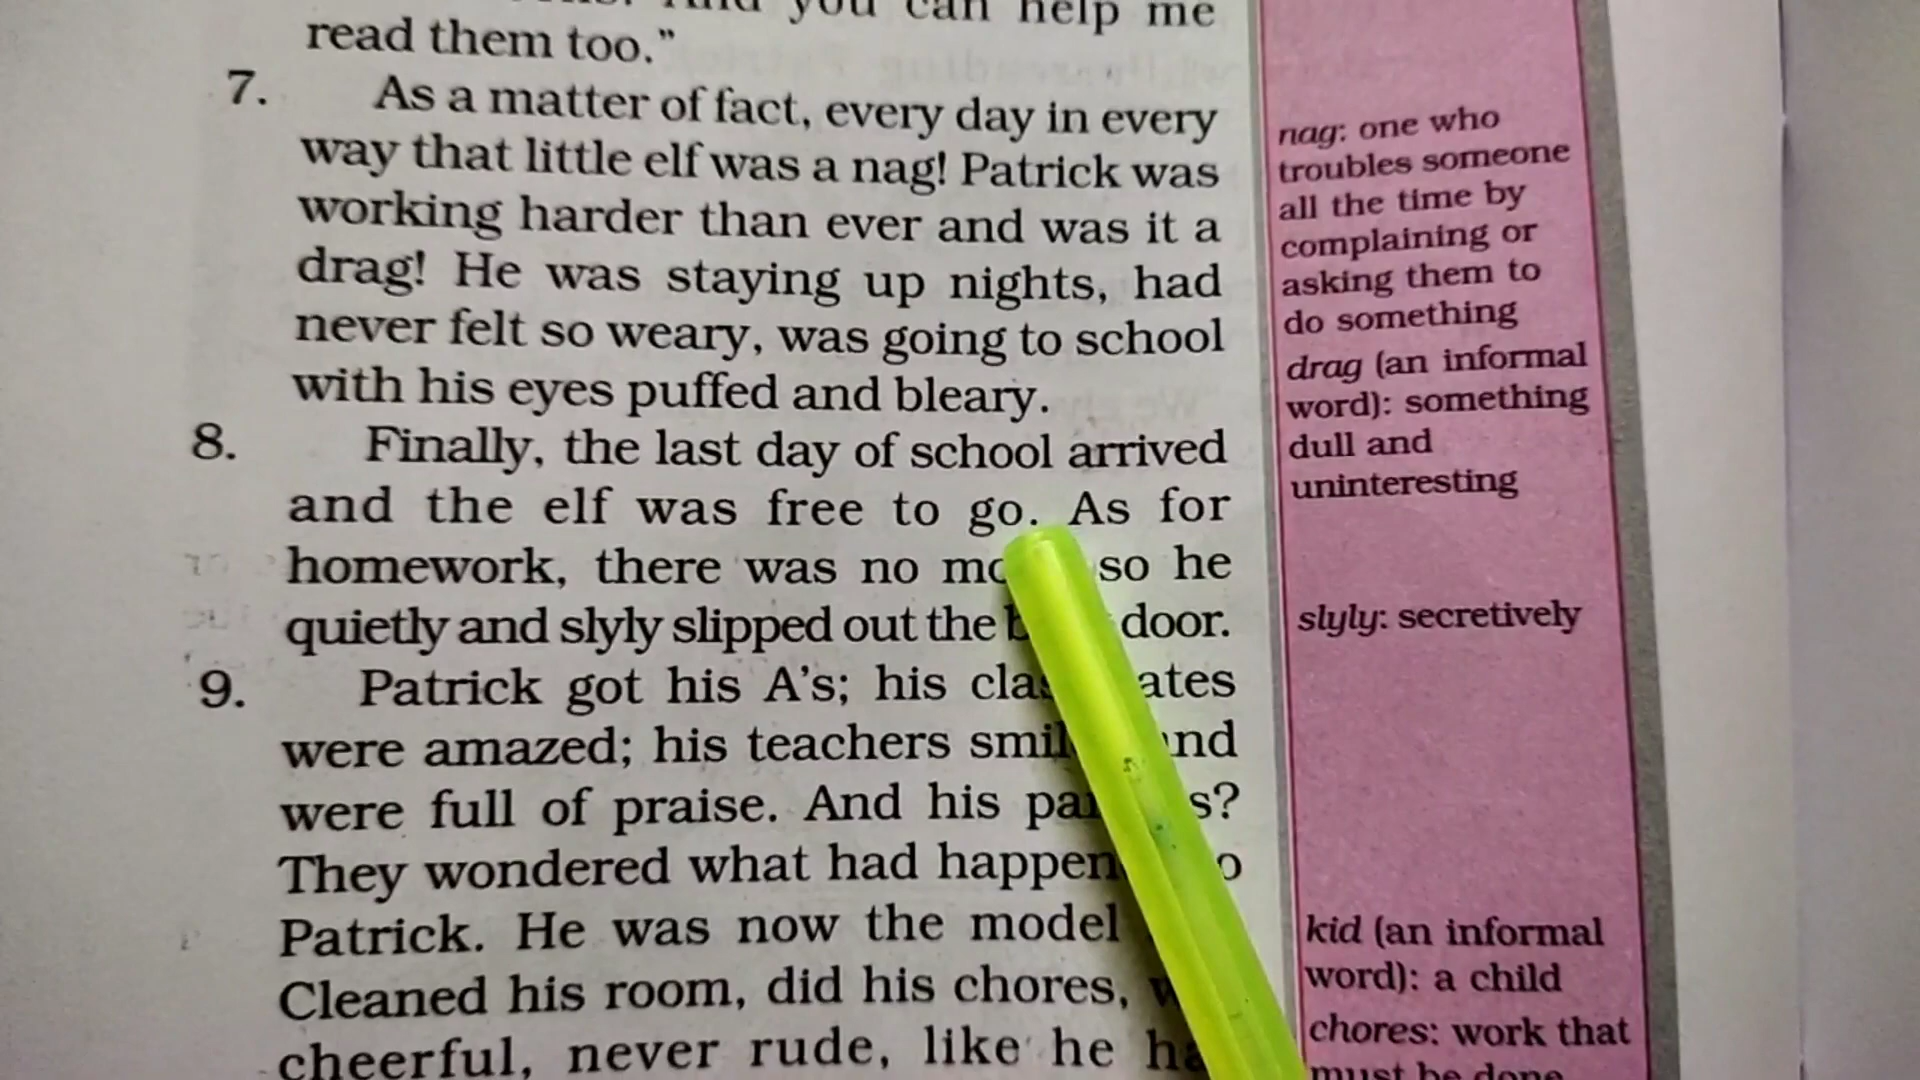 you can help me
read them too."
7. As a matter of fact, every day in every
way that little elf was a nag! Patrick was
working harder than ever and was it a
drag! He was staying up nights, had
never felt so weary, was going to school
with his eyes puffed and bleary.
8. Finally, the last day of school arrived
and the elf was free to go. As for
homework, there was no so he
quietly and slyly slipped out the door.
9. Patrick got his A's; his
were amazed; his teachers
were full of praise. And his
They wondered what had
Patrick. He was now the model
Cleaned his room, did his chores,
cheerful, never rude, like he
nag: one who
troubles someone
all the time by
complaining or
asking them to
do something
drag (an informal
word): something
dull and
uninteresting
slyly: secretively
kid (an informal
word): a child
chores: work that
must be done